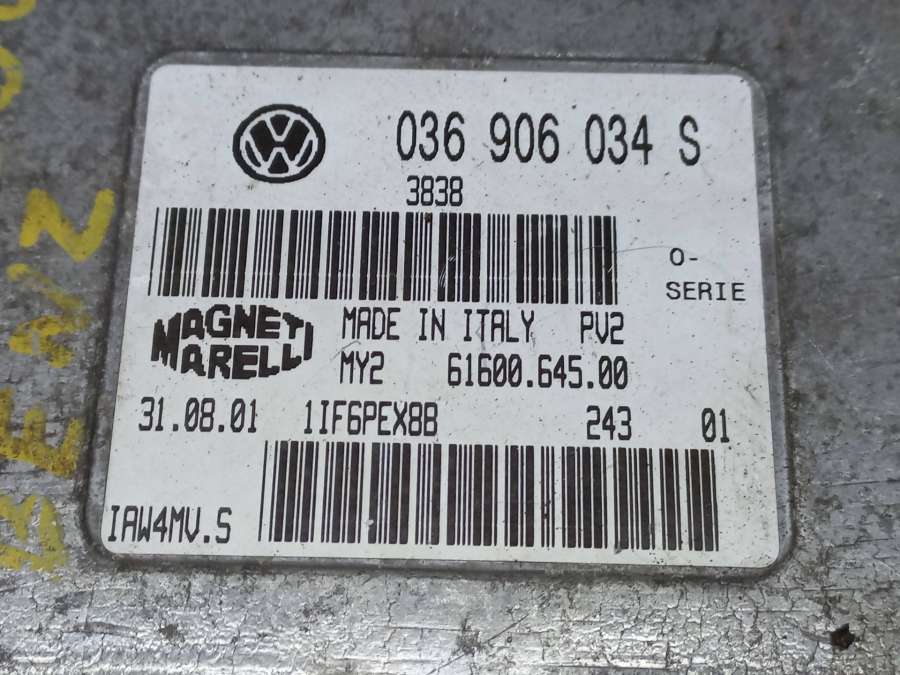 036 906 034 S
3838
O-
SERIE
MAGNETI
MARELLI
MADE IN ITALY PV2
MY2 61600.645.00
31.08.01 1IF6PEX8B 243 01
IAW4MV.S